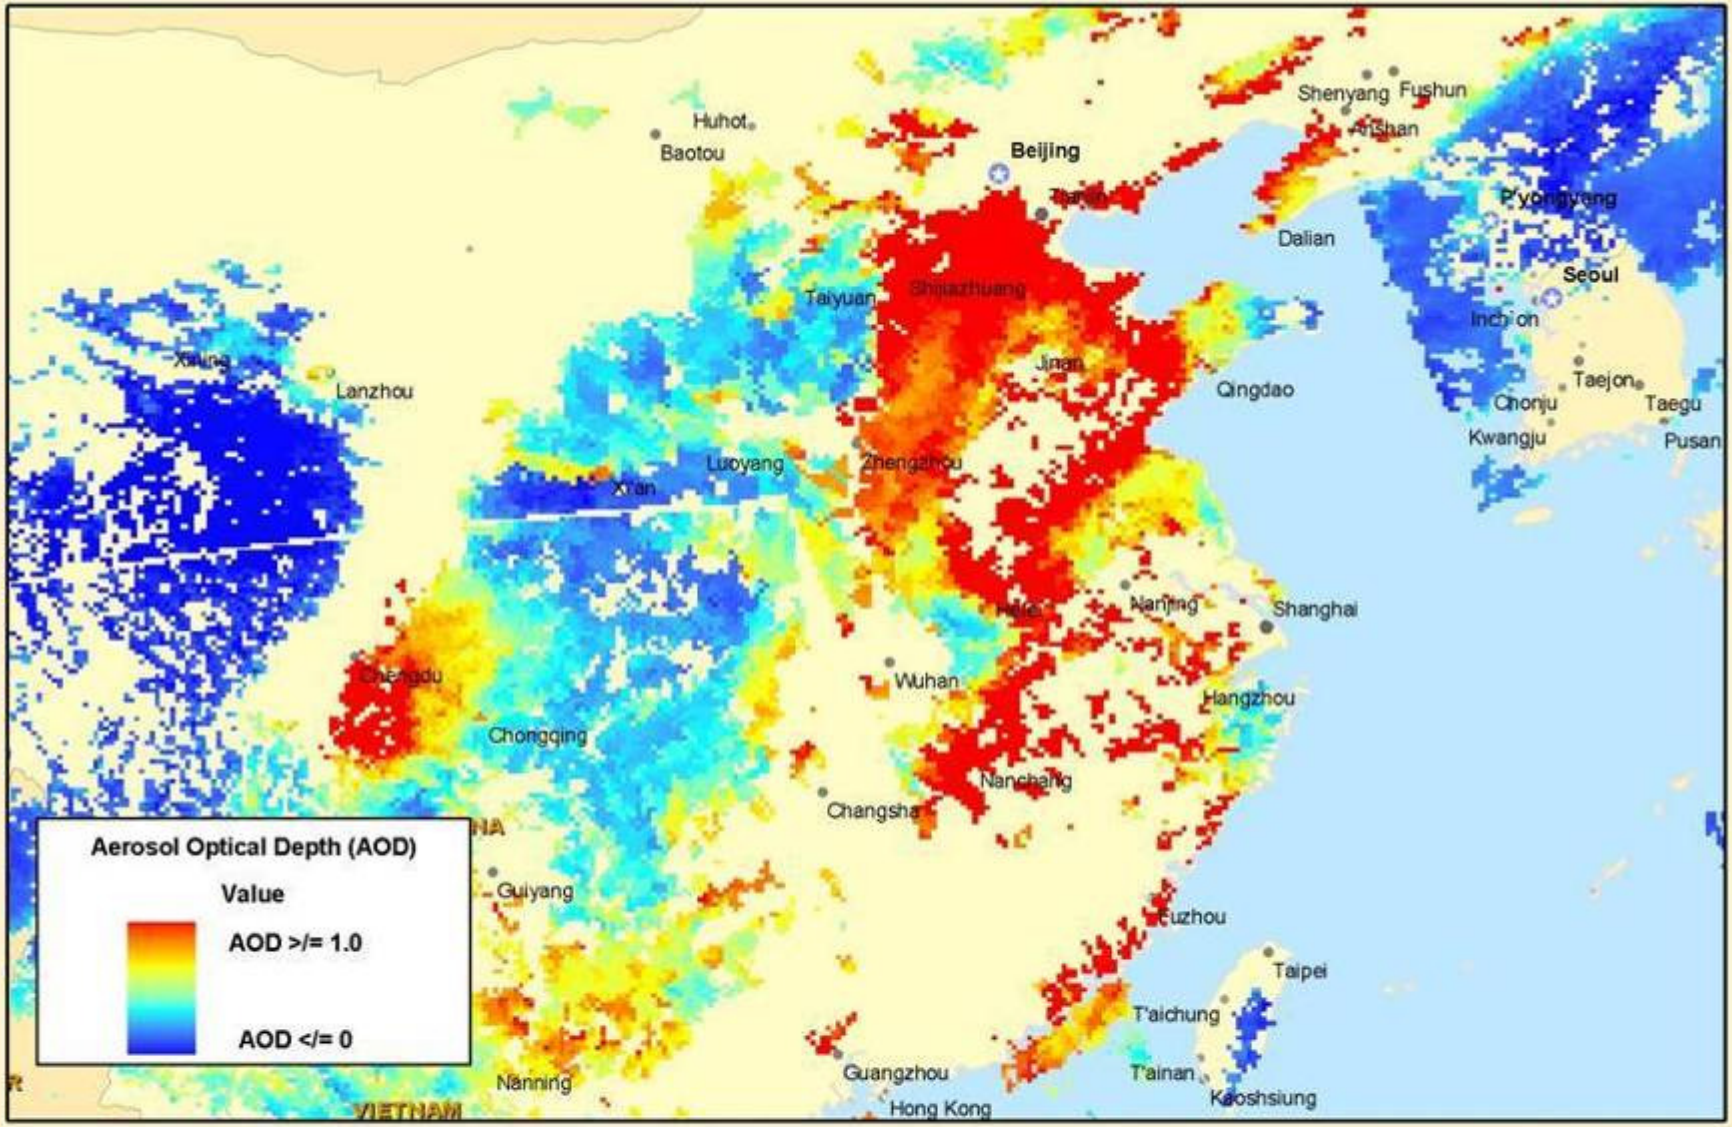 Shenyang
Fushun
Huhot
Anshan
Baotou
Beijing
Tianjin
P'yongyang
Dalian
Seoul
Taiyuan
Shijiazhuang
Inch'on
Xining
Jinan
Lanzhou
Qingdao
Taejon
Chonju
Taegu
Kwangju
Pusan
Luoyang
Zhengzhou
Xi'an
Hefei
Nanjing
Shanghai
Chengdu
Wuhan
Hangzhou
Chongqing
Nanchang
Changsha
NA
Aerosol Optical Depth (AOD)
Value
AOD >/= 1.0
AOD </= 0
Guiyang
Fuzhou
Taipei
T'aichung
Guangzhou
T'ainan
Nanning
R
Kaoshsiung
Hong Kong
VIETNAM